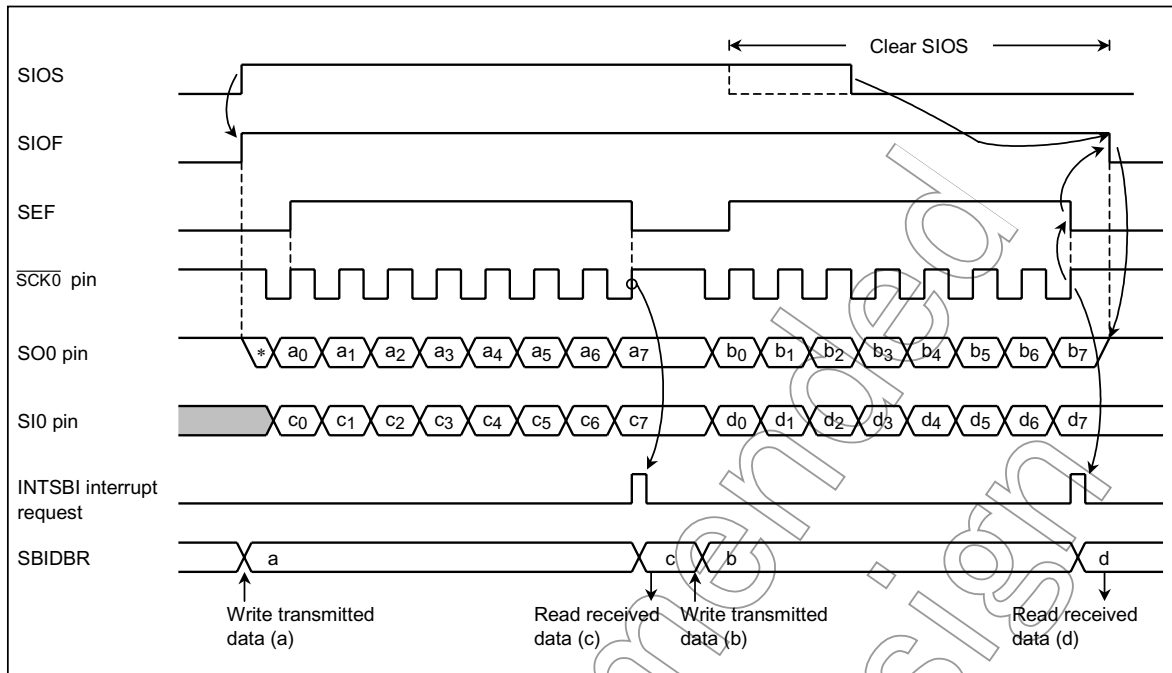 Clear SIOS
SIOS
SIOF
SEF
SCK0 pin
SO0 pin
* a0 a1 a2 a3 a4 a5 a6 a7 b0 b1 b2 b3 b4 b5 b6 b7
SI0 pin
c0 c1 c2 c3 c4 c5 c6 c7 d0 d1 d2 d3 d4 d5 d6 d7
INTSBI interrupt
request
SBIDBR
a c b d
Write transmitted
data (a)
Read received
data (c)
Write transmitted
data (b)
Read received
data (d)